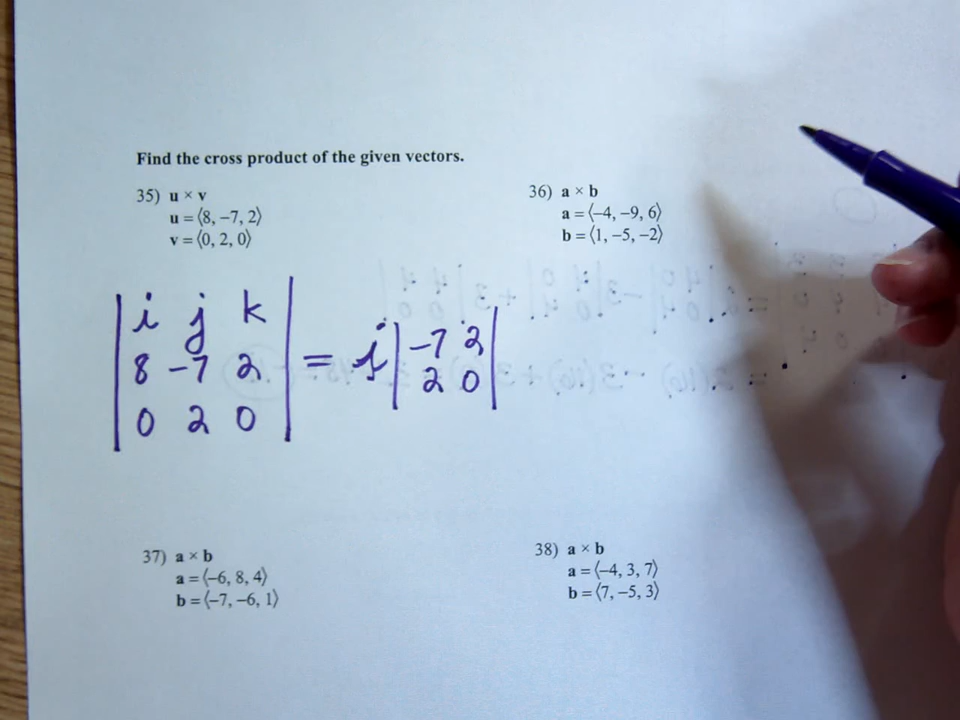 Find the cross product of the given vectors.
35) u × v
u = ⟨8, −7, 2⟩
v = ⟨0, 2, 0⟩
36) a × b
a = ⟨−4, −9, 6⟩
b = ⟨1, −5, −2⟩
| i j k |
| 8 −7 2 | = i | −7 2 |
| 0 2 0 | | 2 0 |
37) a × b
a = ⟨−6, 8, 4⟩
b = ⟨−7, −6, 1⟩
38) a × b
a = ⟨−4, 3, 7⟩
b = ⟨7, −5, 3⟩